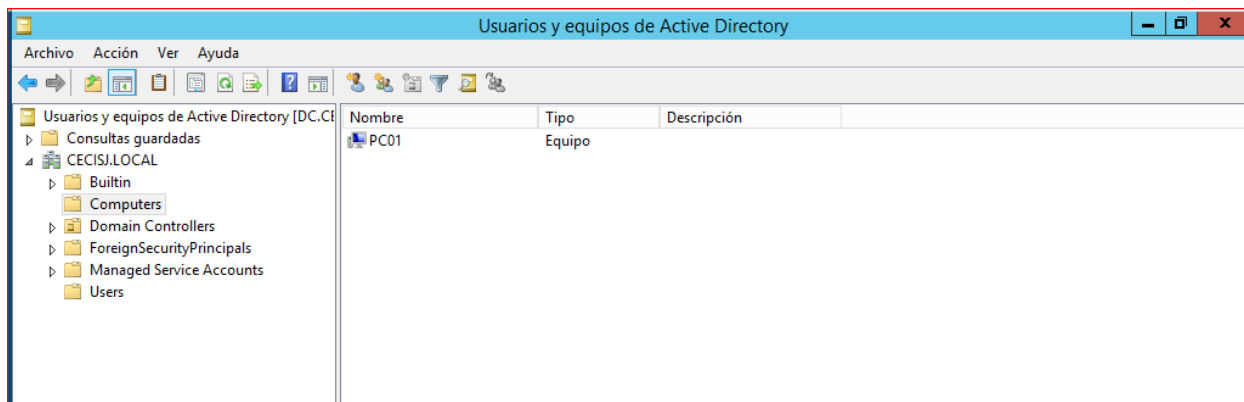 Usuarios y equipos de Active Directory
Archivo Acción Ver Ayuda
Usuarios y equipos de Active Directory [DC.CE
Nombre Tipo Descripción
Consultas guardadas
PC01 Equipo
CECISJ.LOCAL
Builtin
Computers
Domain Controllers
ForeignSecurityPrincipals
Managed Service Accounts
Users